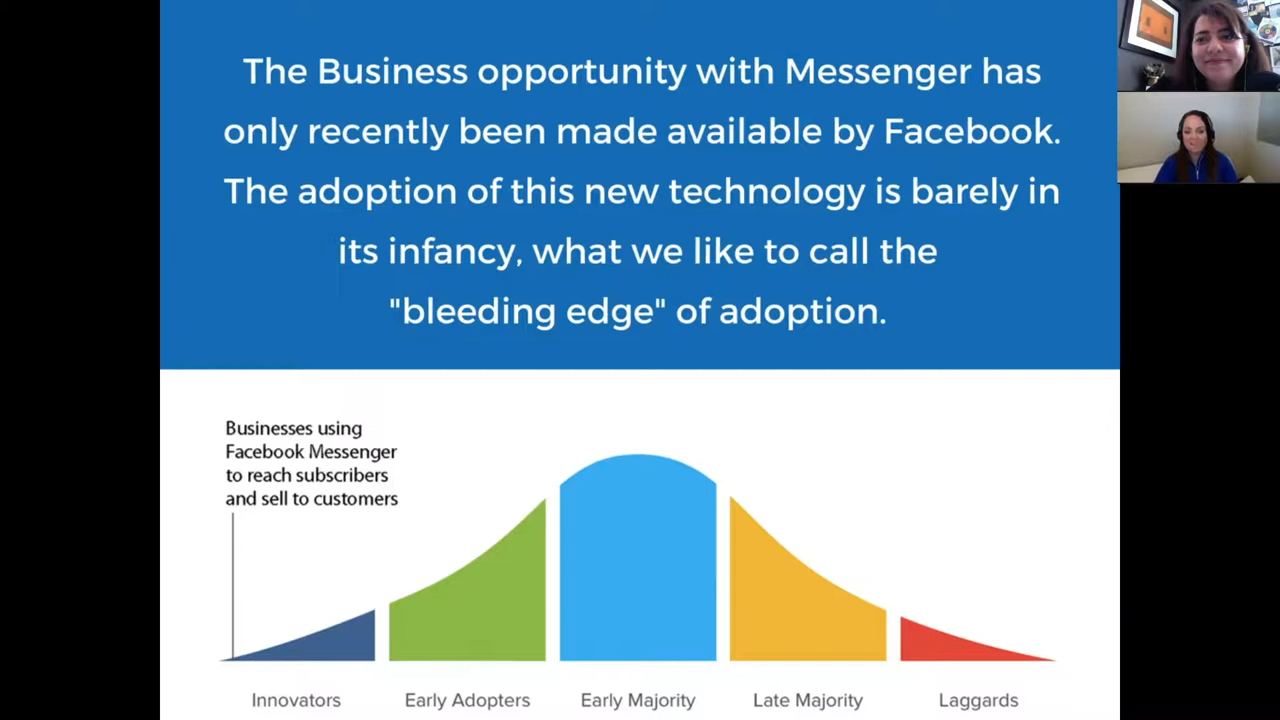 The Business opportunity with Messenger has
only recently been made available by Facebook.
The adoption of this new technology is barely in
its infancy, what we like to call the
"bleeding edge" of adoption.
Businesses using
Facebook Messenger
to reach subscribers
and sell to customers
Innovators
Early Adopters
Early Majority
Late Majority
Laggards